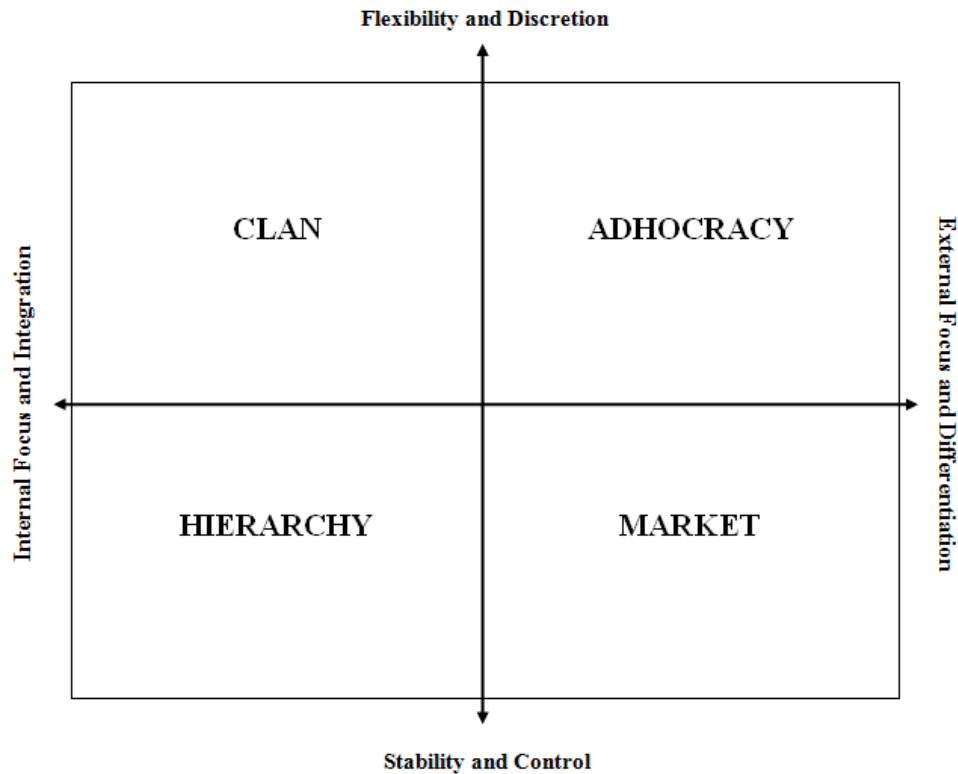 Flexibility and Discretion
CLAN
ADHOCRACY
Internal Focus and Integration
External Focus and Differentiation
HIERARCHY
MARKET
Stability and Control